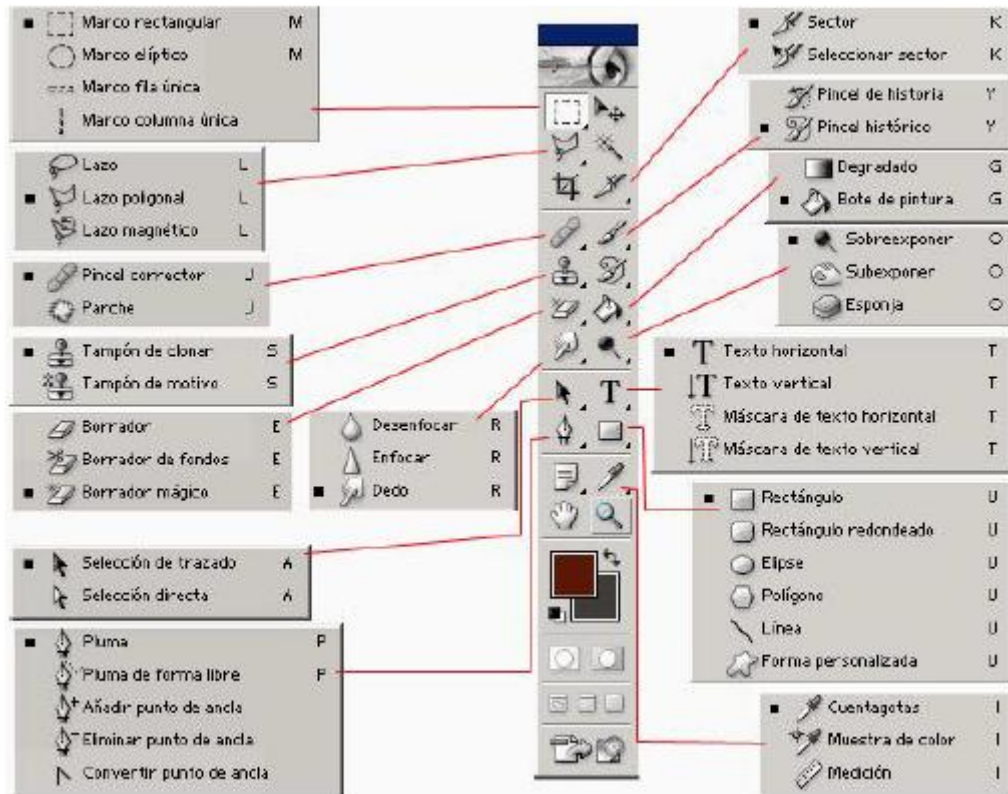 Marco rectangular M
Marco elíptico M
Marco fila única
Marco columna única
Lazo L
Lazo poligonal L
Lazo magnético L
Pincel corrector J
Parche J
Tampón de clonar S
Tampón de motivo S
Borrador E
Borrador de fondos E
Borrador mágico E
Desenfocar R
Enfocar R
Dedo R
Selección de trazado A
Selección directa A
Pluma P
Pluma de forma libre P
Añadir punto de ancla
Eliminar punto de ancla
Convertir punto de ancla
T
Sector K
Seleccionar sector K
Pincel de historia Y
Pincel histórico Y
Degradado G
Bote de pintura G
Sobreexponer O
Subexponer O
Esponja O
T Texto horizontal T
T Texto vertical T
T Máscara de texto horizontal T
T Máscara de texto vertical T
Rectángulo U
Rectángulo redondeado U
Elipse U
Polígono U
Línea U
Forma personalizada U
Cuentagotas I
Muestra de color I
Medición I